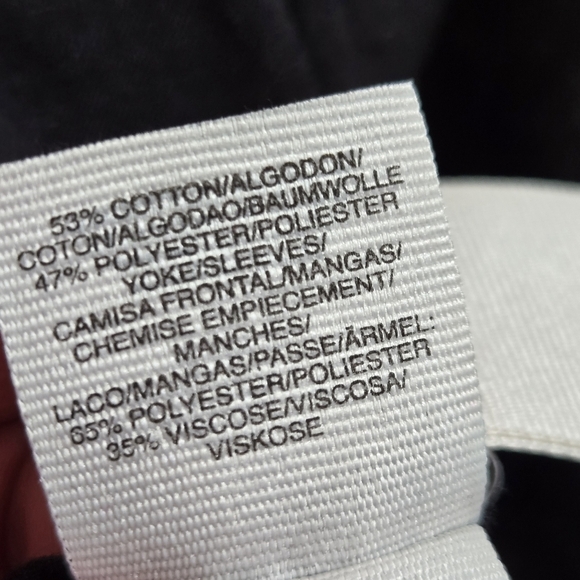 53% COTTON/ALGODON/
COTON/ALGODAO/BAUMWOLLE
47% POLYESTER/POLIESTER
YOKE/SLEEVES/
CAMISA FRONTAL/MANGAS/
CHEMISE EMPIECEMENT/
MANCHES/
LACO/MANGAS/PASSE/ÄRMEL:
65% POLYESTER/POLIESTER
35% VISCOSE/VISCOSA/
VISKOSE